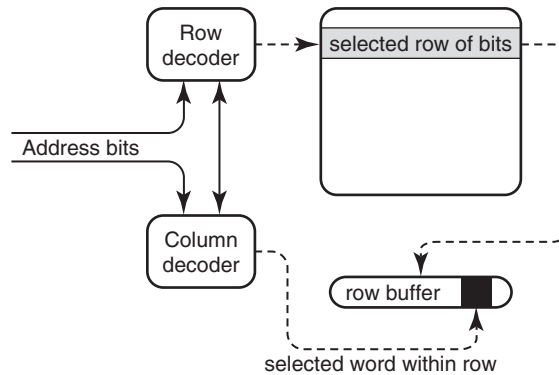 Row
decoder
selected row of bits
Address bits
Column
decoder
row buffer
selected word within row